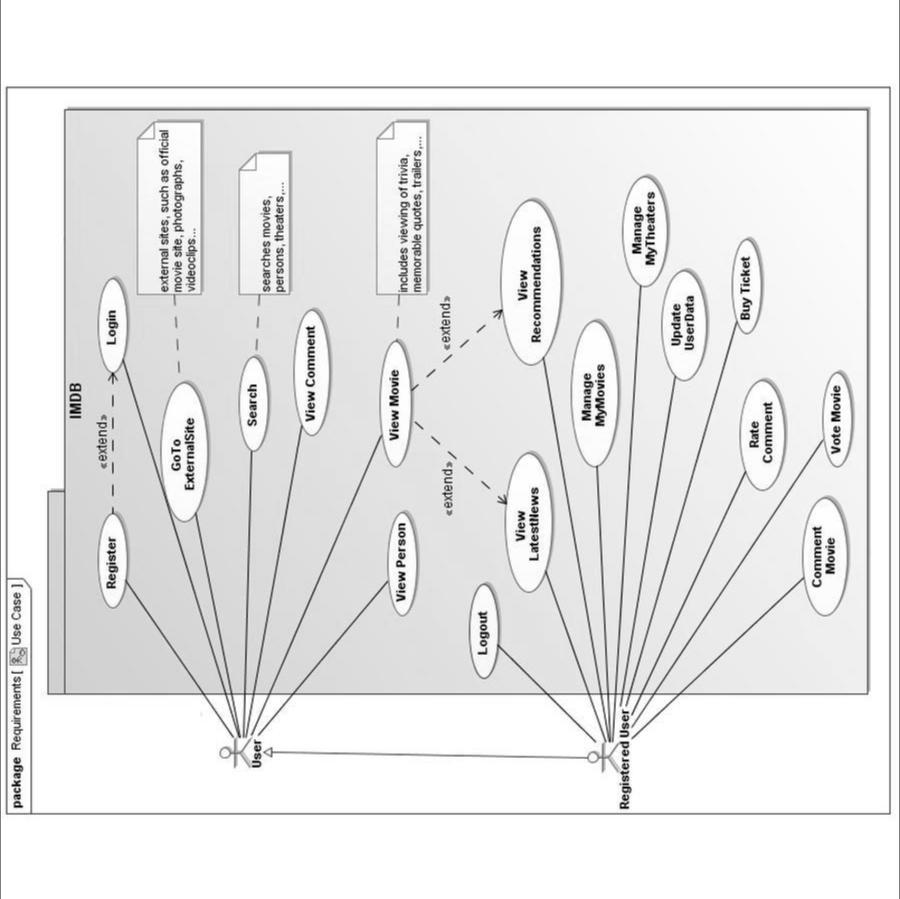 package Requirements [ Use Case ]
IMDB
Register
«extend»
Login
external sites, such as official
movie site, photographs,
videoclips...
GoTo
ExternalSite
searches movies,
persons, theaters,...
Search
View Comment
includes viewing of trivia,
memorable quotes, trailers,...
View Movie
View Person
User
«extend»
«extend»
View
Recommendations
View
LatestNews
Logout
Manage
MyMovies
Manage
MyTheaters
Update
UserData
Buy Ticket
Rate
Comment
Vote Movie
Comment
Movie
Registered User